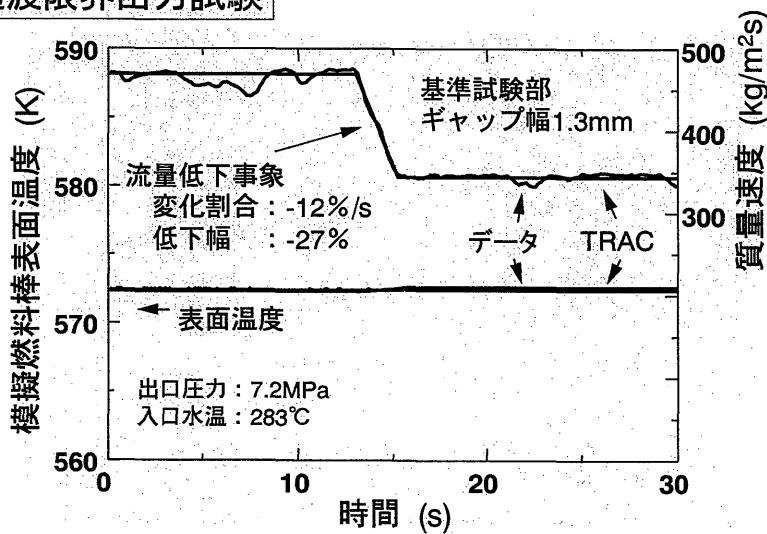 限界出力試験
590
580
570
560
模擬燃料棒表面温度 (K)
500
400
300
質量速度 (kg/m²s)
基準試験部
ギャップ幅1.3mm
流量低下事象
変化割合：-12%/s
低下幅　：-27%
データ
TRAC
表面温度
出口圧力：7.2MPa
入口水温：283℃
0
10
20
30
時間 (s)